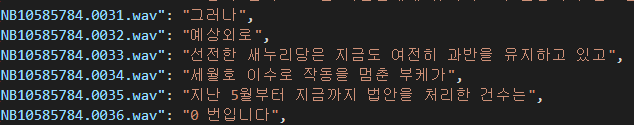 NB10585784.0031.wav": "그러나",
NB10585784.0032.wav": "예상외로",
NB10585784.0033.wav": "선전한 새누리당은 지금도 여전히 과반을 유지하고 있고",
NB10585784.0034.wav": "세월호 이수로 작동을 멈춘 부케가",
NB10585784.0035.wav": "지난 5월부터 지금까지 법안을 처리한 건수는",
NB10585784.0036.wav": "0 번입니다",